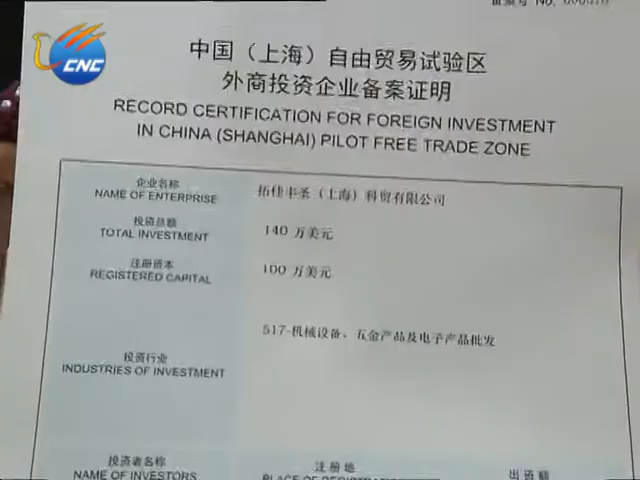 CNC
中国（上海）自由贸易试验区
外商投资企业备案证明
RECORD CERTIFICATION FOR FOREIGN INVESTMENT
IN CHINA (SHANGHAI) PILOT FREE TRADE ZONE
企业名称
NAME OF ENTERPRISE
拓佳丰圣（上海）科贸有限公司
投资总额
TOTAL INVESTMENT
140 万美元
注册资本
REGISTERED CAPITAL
100 万美元
投资行业
INDUSTRIES OF INVESTMENT
517-机械设备、五金产品及电子产品批发
投资者名称
NAME OF INVESTORS
注册地
出资额